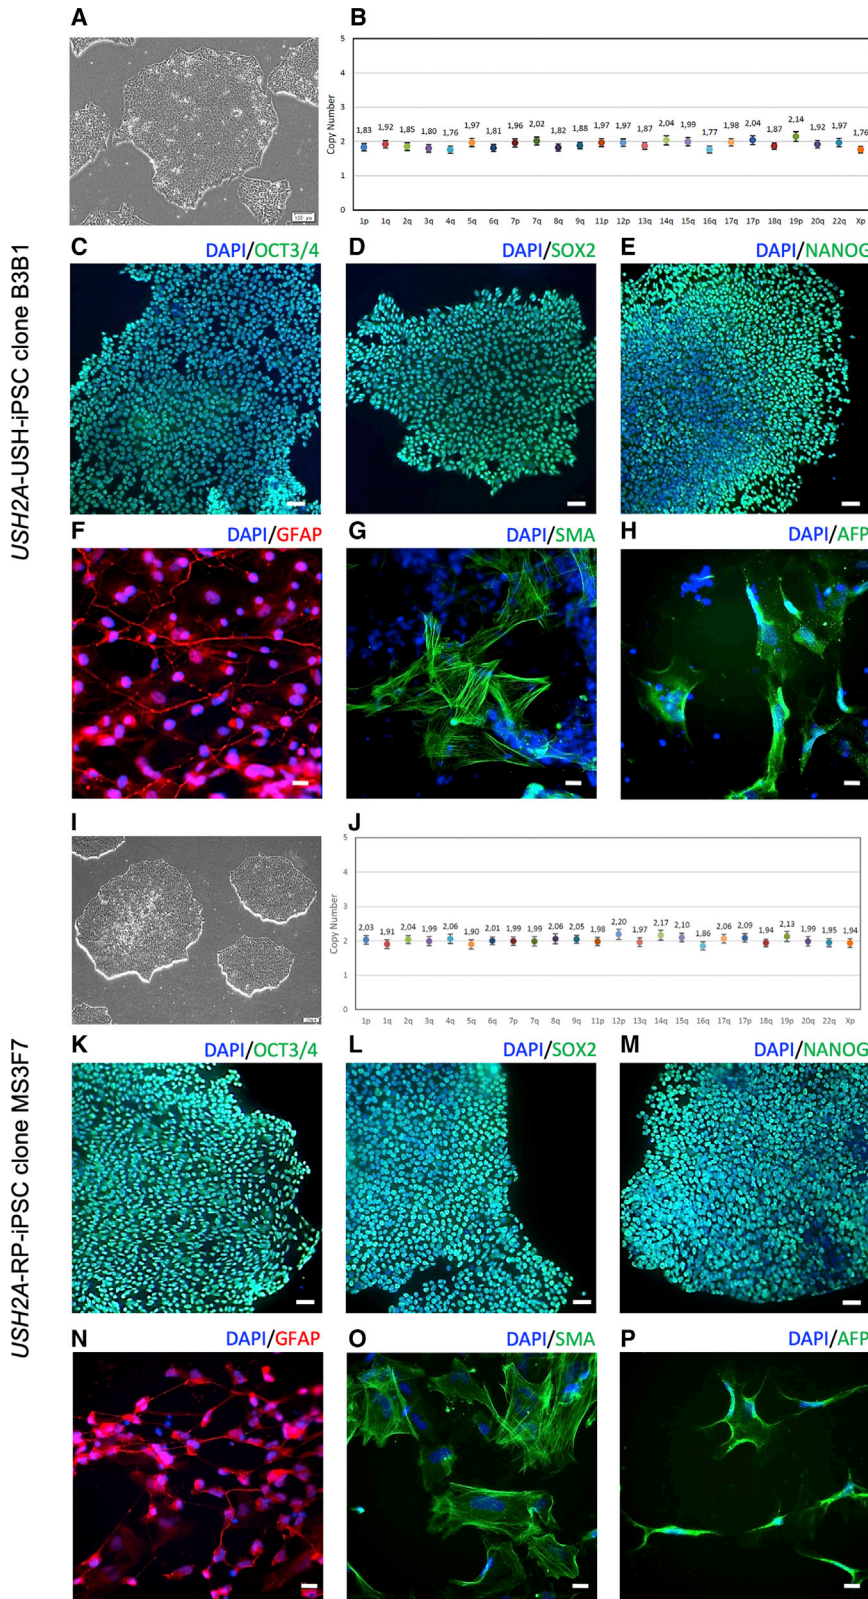 A
B
5
4
3
2
1
0
Copy Number
1,83 1,92 1,85 1,80 1,76 1,97 1,81 1,96 2,02 1,82 1,88 1,97 1,97 1,87 2,04 1,99 1,77 1,98 2,04 1,87 2,14 1,92 1,97 1,76
1p 1q 2q 3q 4q 5q 6q 7p 7q 8q 9q 11p 12p 13q 14q 15q 16q 17q 17p 18q 19p 20q 22q Xp
100 µm
USH2A-USH-iPSC clone B3B1
C
DAPI/OCT3/4
D
DAPI/SOX2
E
DAPI/NANOG
F
DAPI/GFAP
G
DAPI/SMA
H
DAPI/AFP
I
J
5
4
3
2
1
0
Copy Number
2,03 1,91 2,04 1,99 2,06 1,90 2,01 1,99 1,99 2,06 2,05 1,98 2,20 1,97 2,17 2,10 1,86 2,06 2,09 1,94 2,13 1,99 1,95 1,94
1p 1q 2q 3q 4q 5q 6q 7p 7q 8q 9q 11p 12p 13q 14q 15q 16q 17q 17p 18q 19p 20q 22q Xp
USH2A-RP-iPSC clone MS3F7
K
DAPI/OCT3/4
L
DAPI/SOX2
M
DAPI/NANOG
N
DAPI/GFAP
O
DAPI/SMA
P
DAPI/AFP